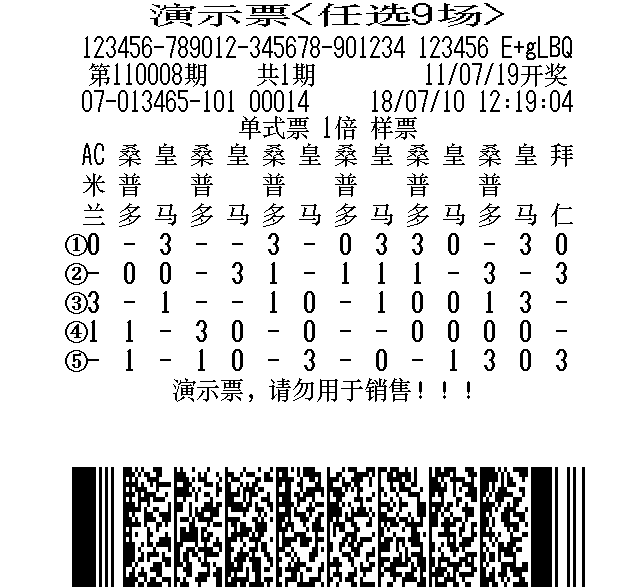 演示票<任选9场>
123456-789012-345678-901234 123456 E+gLBQ
第110008期 共1期 11/07/19开奖
07-013465-101 00014 18/07/10 12:19:04
单式票 1倍 样票
AC 桑 皇 桑 皇 桑 皇 桑 皇 桑 皇 桑 皇 拜
米 普 普 普 普 普 普
兰 多 马 多 马 多 马 多 马 多 马 多 马 仁
①0 - 3 - - 3 - 0 3 3 0 - 3 0
②- 0 0 - 3 1 - 1 1 1 - 3 - 3
③3 - 1 - - 1 0 - 1 0 0 1 3 -
④1 1 - 3 0 - 0 - - 0 0 0 0 -
⑤- 1 - 1 0 - 3 - 0 - 1 3 0 3
演示票，请勿用于销售！！！